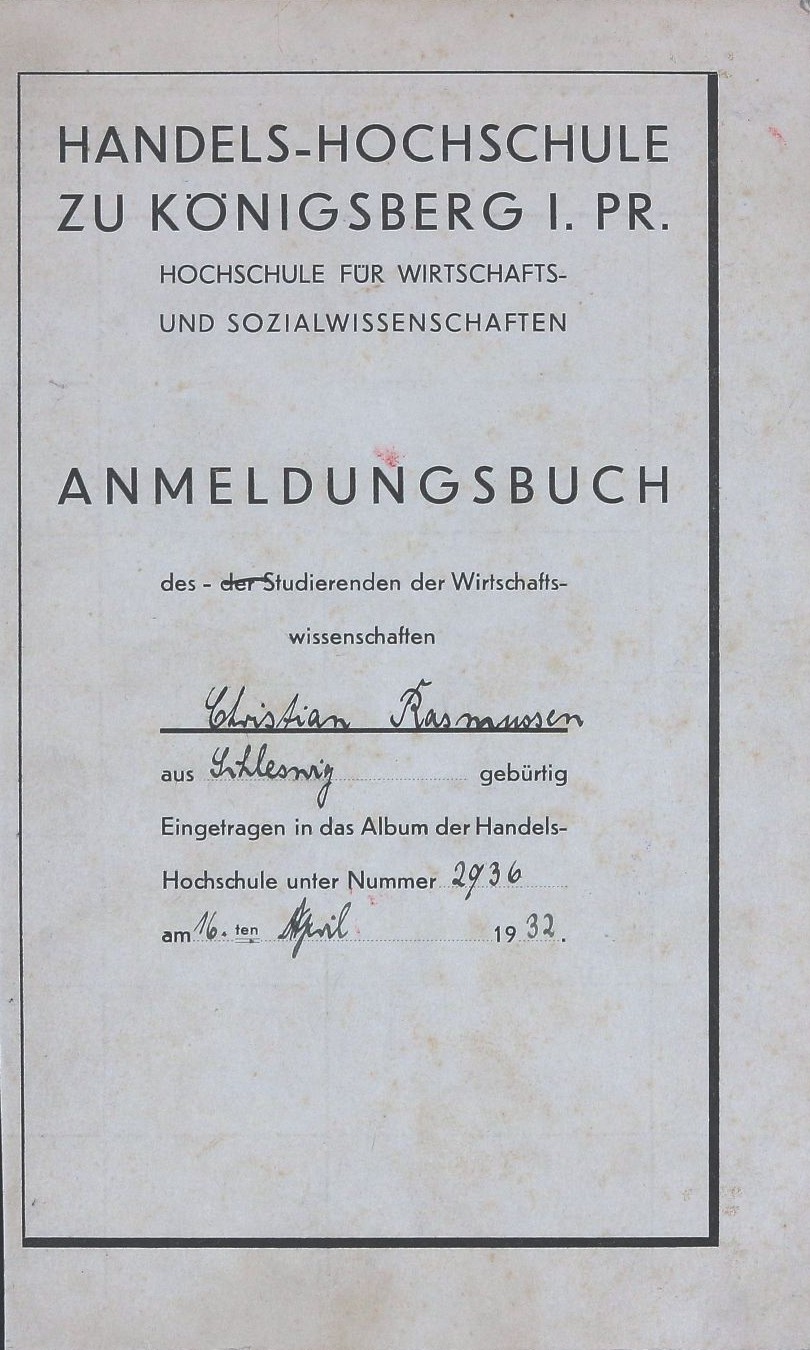 HANDELS-HOCHSCHULE
ZU KÖNIGSBERG I. PR.
HOCHSCHULE FÜR WIRTSCHAFTS-
UND SOZIALWISSENSCHAFTEN
ANMELDUNGSBUCH
des - der Studierenden der Wirtschafts-
wissenschaften
Christian Rasmussen
aus Schleswig gebürtig
Eingetragen in das Album der Handels-
Hochschule unter Nummer 2936
am 16. ten April 1932.